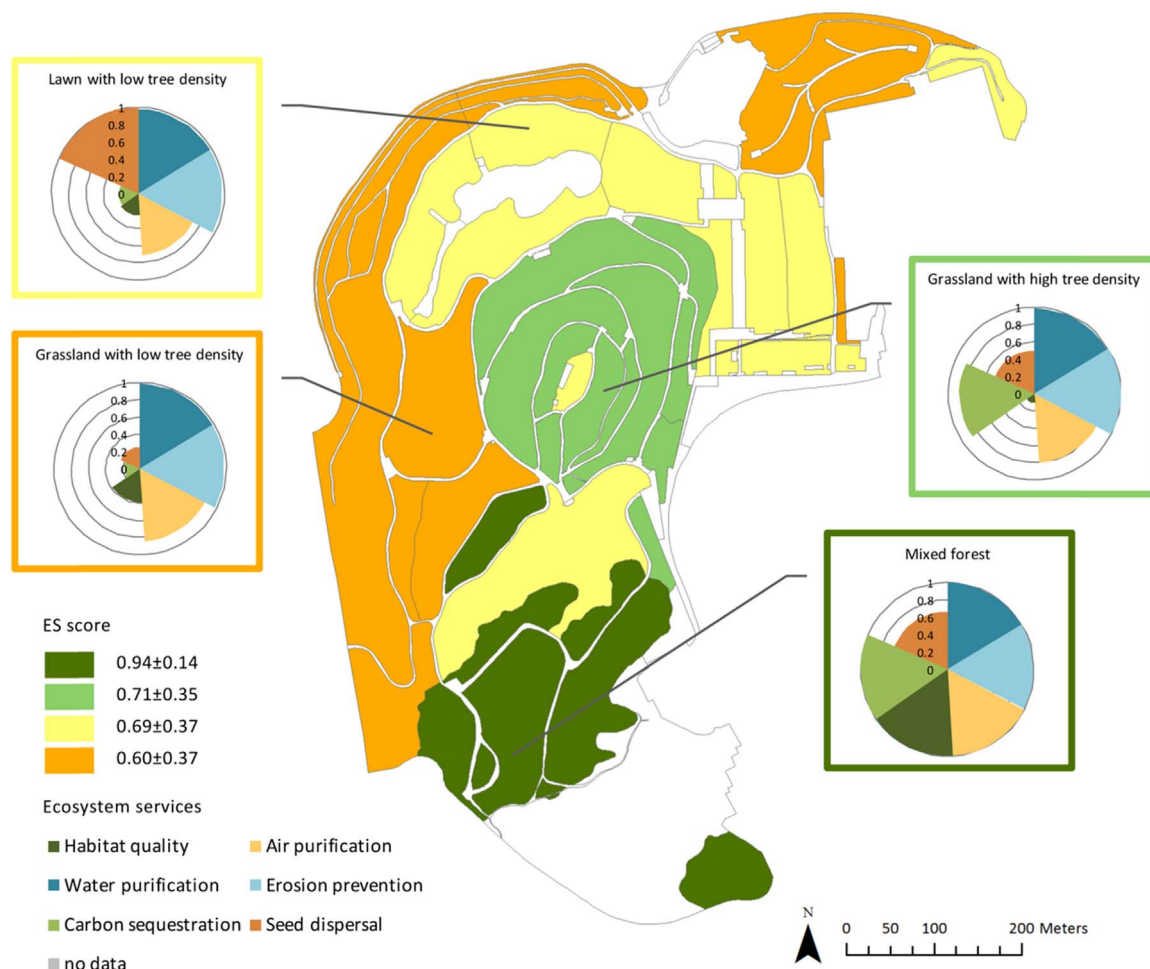 Lawn with low tree density
1
0.8
0.6
0.4
0.2
0
Grassland with low tree density
1
0.8
0.6
0.4
0.2
0
Grassland with high tree density
1
0.8
0.6
0.4
0.2
0
Mixed forest
1
0.8
0.6
0.4
0.2
0
ES score
0.94±0.14
0.71±0.35
0.69±0.37
0.60±0.37
Ecosystem services
Habitat quality Air purification
Water purification Erosion prevention
Carbon sequestration Seed dispersal
no data
N
0 50 100 200 Meters